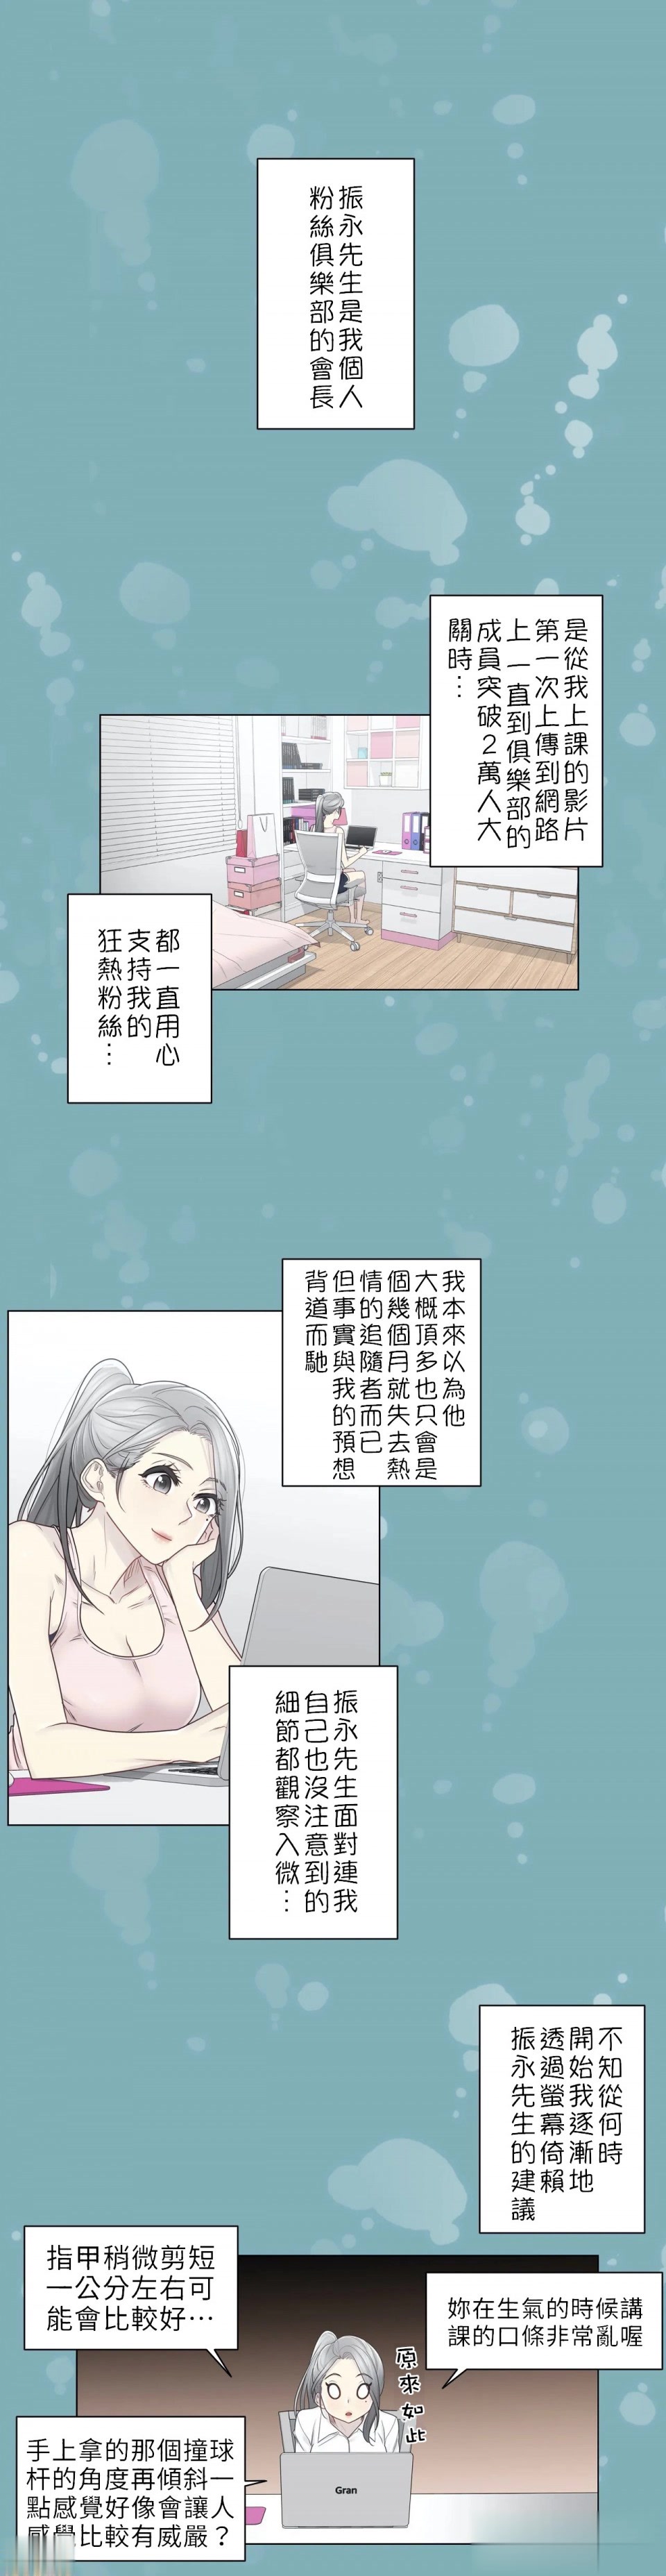 振永先生是我個人
粉絲俱樂部的會長
是從我上課的影片
第一次上傳到網路
上一直到俱樂部的
成員突破２萬人大
關時…
都一直用心
支持我的
狂熱粉絲…
我本來以為他
大概頂多也只會是
個幾個月就失去熱
情的追隨者而已
但事實與我的預想
背道而馳
振永先生面對連我
自己也沒注意到的
細節都觀察入微…
不知從何時
開始我逐漸地
透過螢幕倚賴
振永先生的建議
指甲稍微剪短
一公分左右可
能會比較好…
妳在生氣的時候講
課的口條非常亂喔
原來如此
Gran
手上拿的那個撞球
杆的角度再傾斜一
點感覺好像會讓人
感覺比較有威嚴？